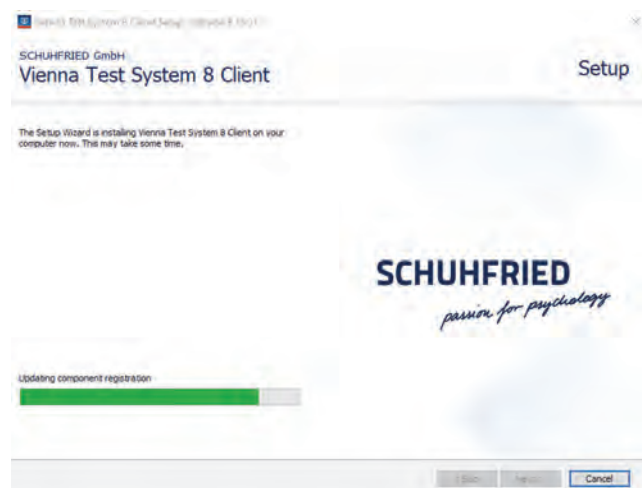 SCHUHFRIED GmbH
Vienna Test System 8 Client
Setup
The Setup Wizard is installing Vienna Test System 8 Client on your
computer now. This may take some time.
SCHUHFRIED
passion for psychology
Updating component registration
Cancel